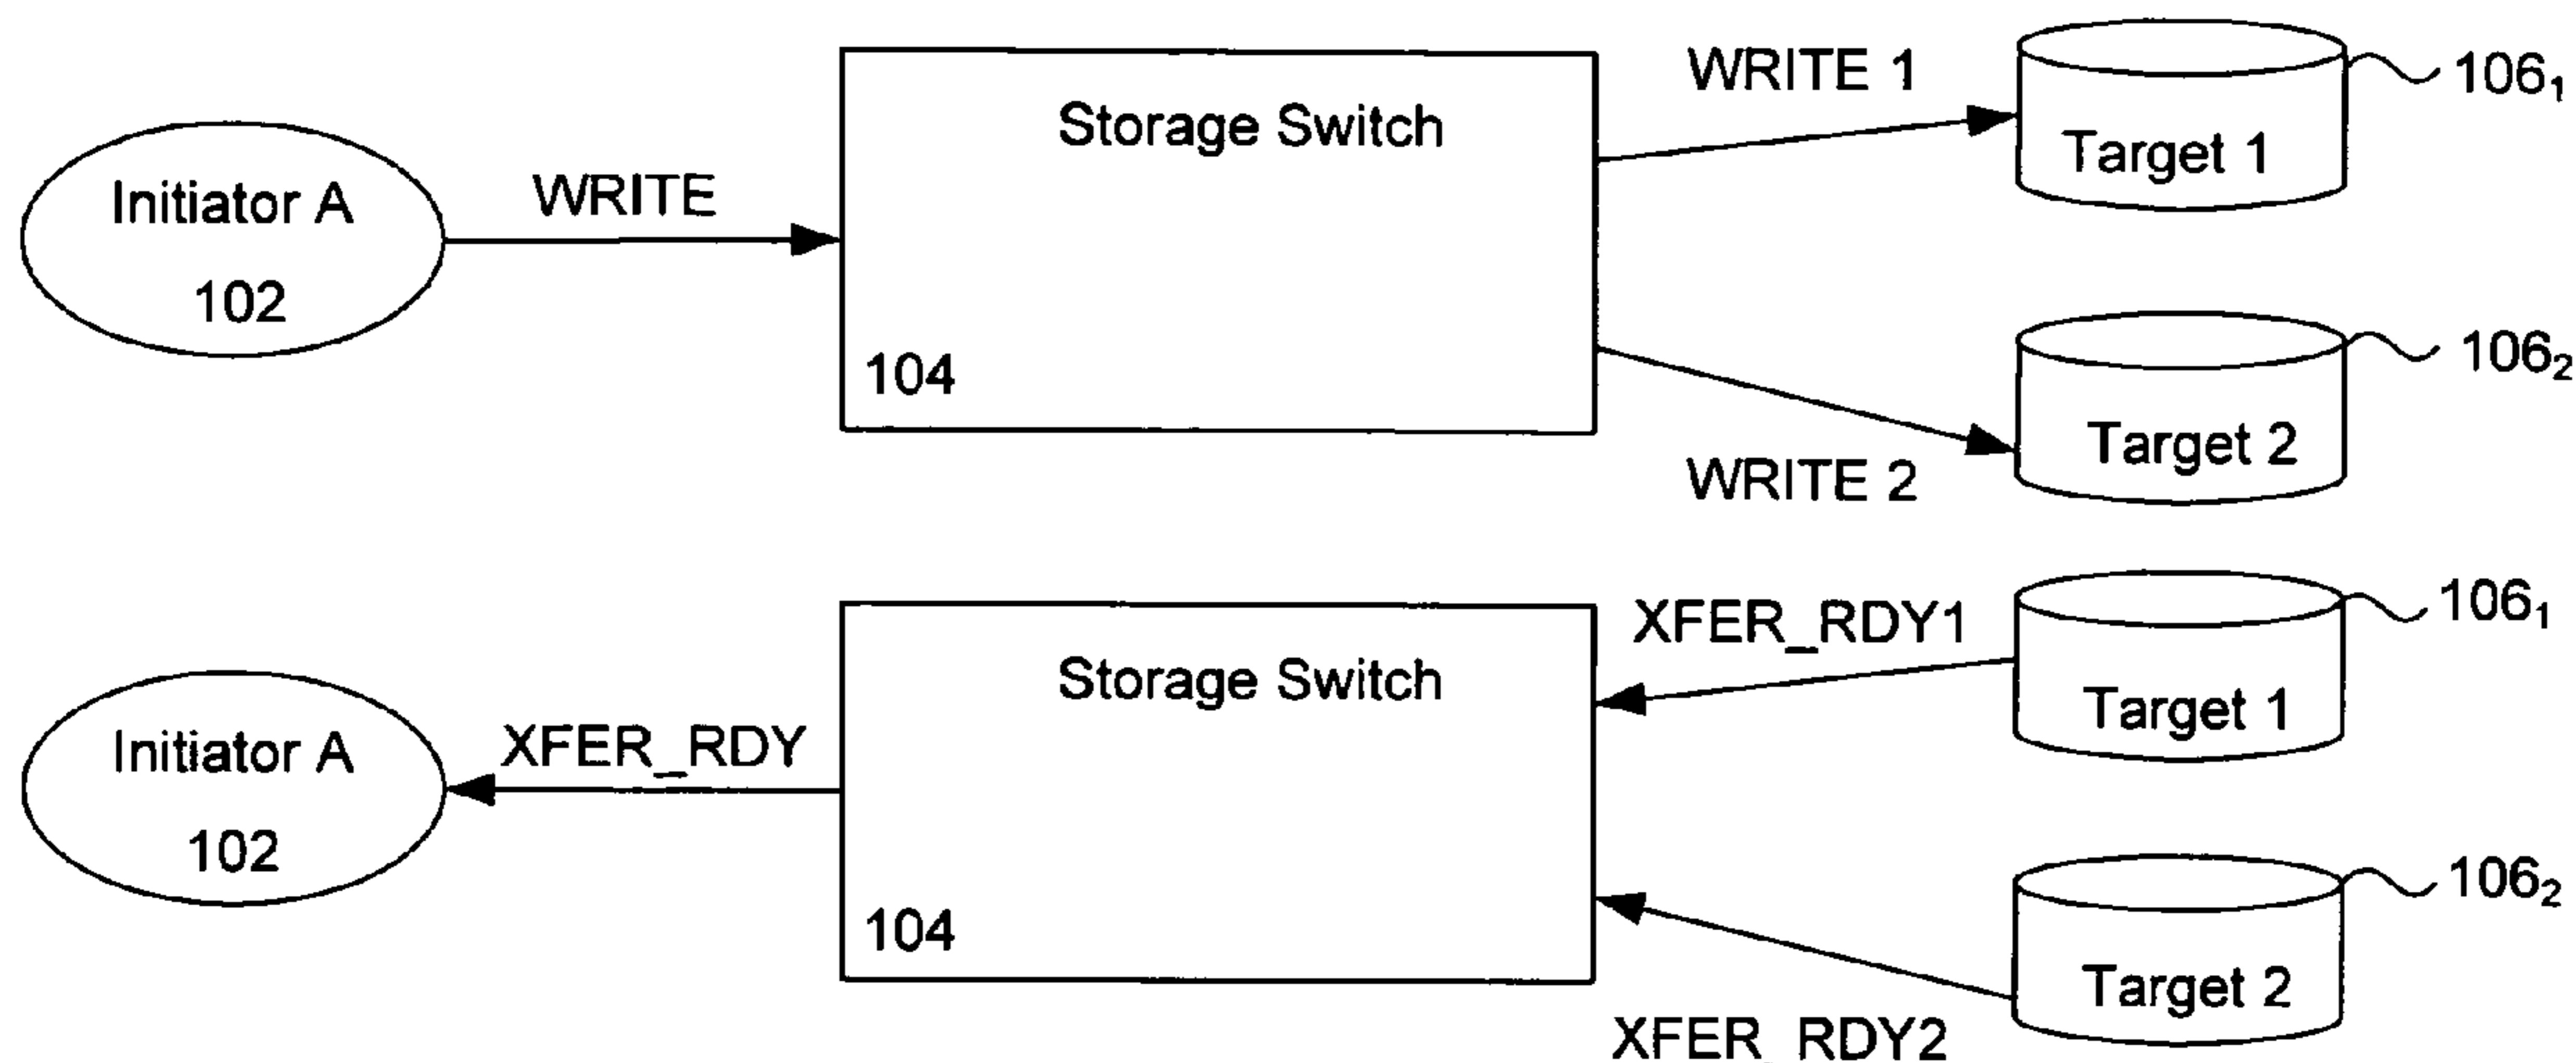 WRITE 1
106₁
Storage Switch
Target 1
Initiator A
WRITE
102
106₂
104
Target 2
WRITE 2
106₁
XFER_RDY1
Storage Switch
Target 1
Initiator A
XFER_RDY
102
106₂
104
Target 2
XFER_RDY2